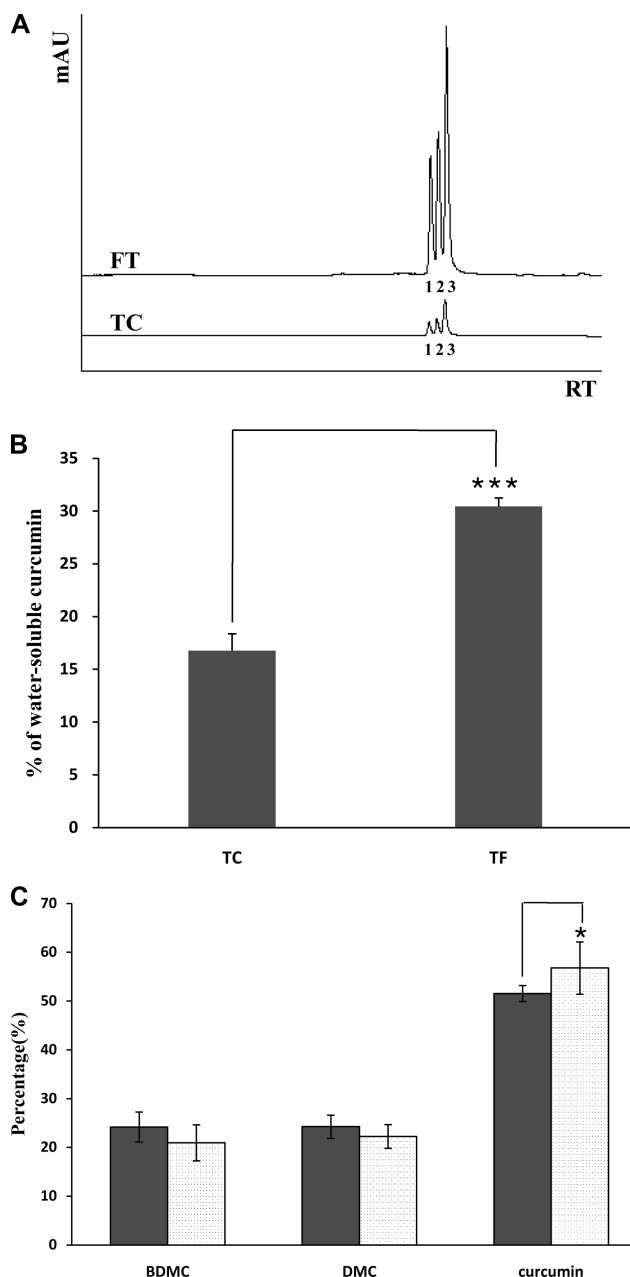 A
mAU
FT
1 2 3
TC
1 2 3
RT
B
% of water-soluble curcumin
35
30
25
20
15
10
5
0
***
TC TF
C
Percentage(%)
70
60
50
40
30
20
10
0
*
BDMC DMC curcumin